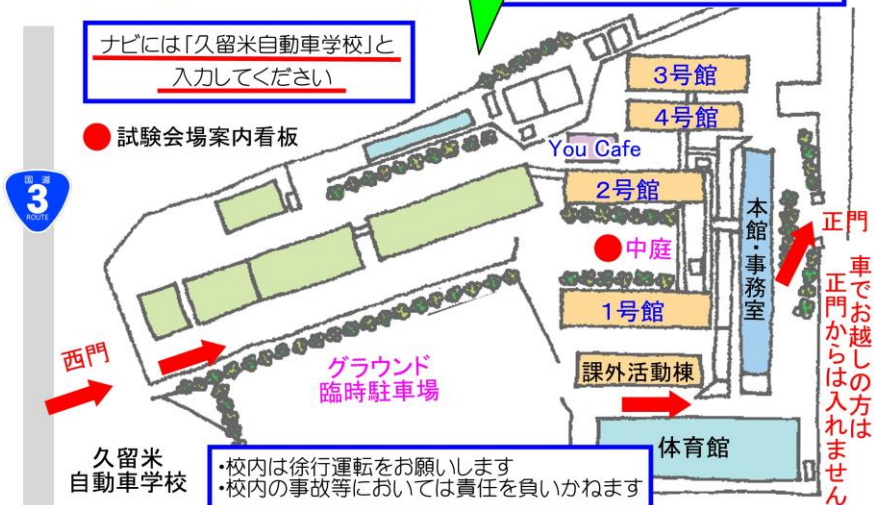 ナビには「久留米自動車学校」と
入力してください
試験会場案内看板
国道
3
ROUTE
3号館
4号館
You Cafe
2号館
本館・事務室
正門
中庭
車でお越しの方は
正門からは入れません
1号館
西門
グラウンド
臨時駐車場
課外活動棟
体育館
久留米
自動車学校
・校内は徐行運転をお願いします
・校内の事故等においては責任を負いかねます